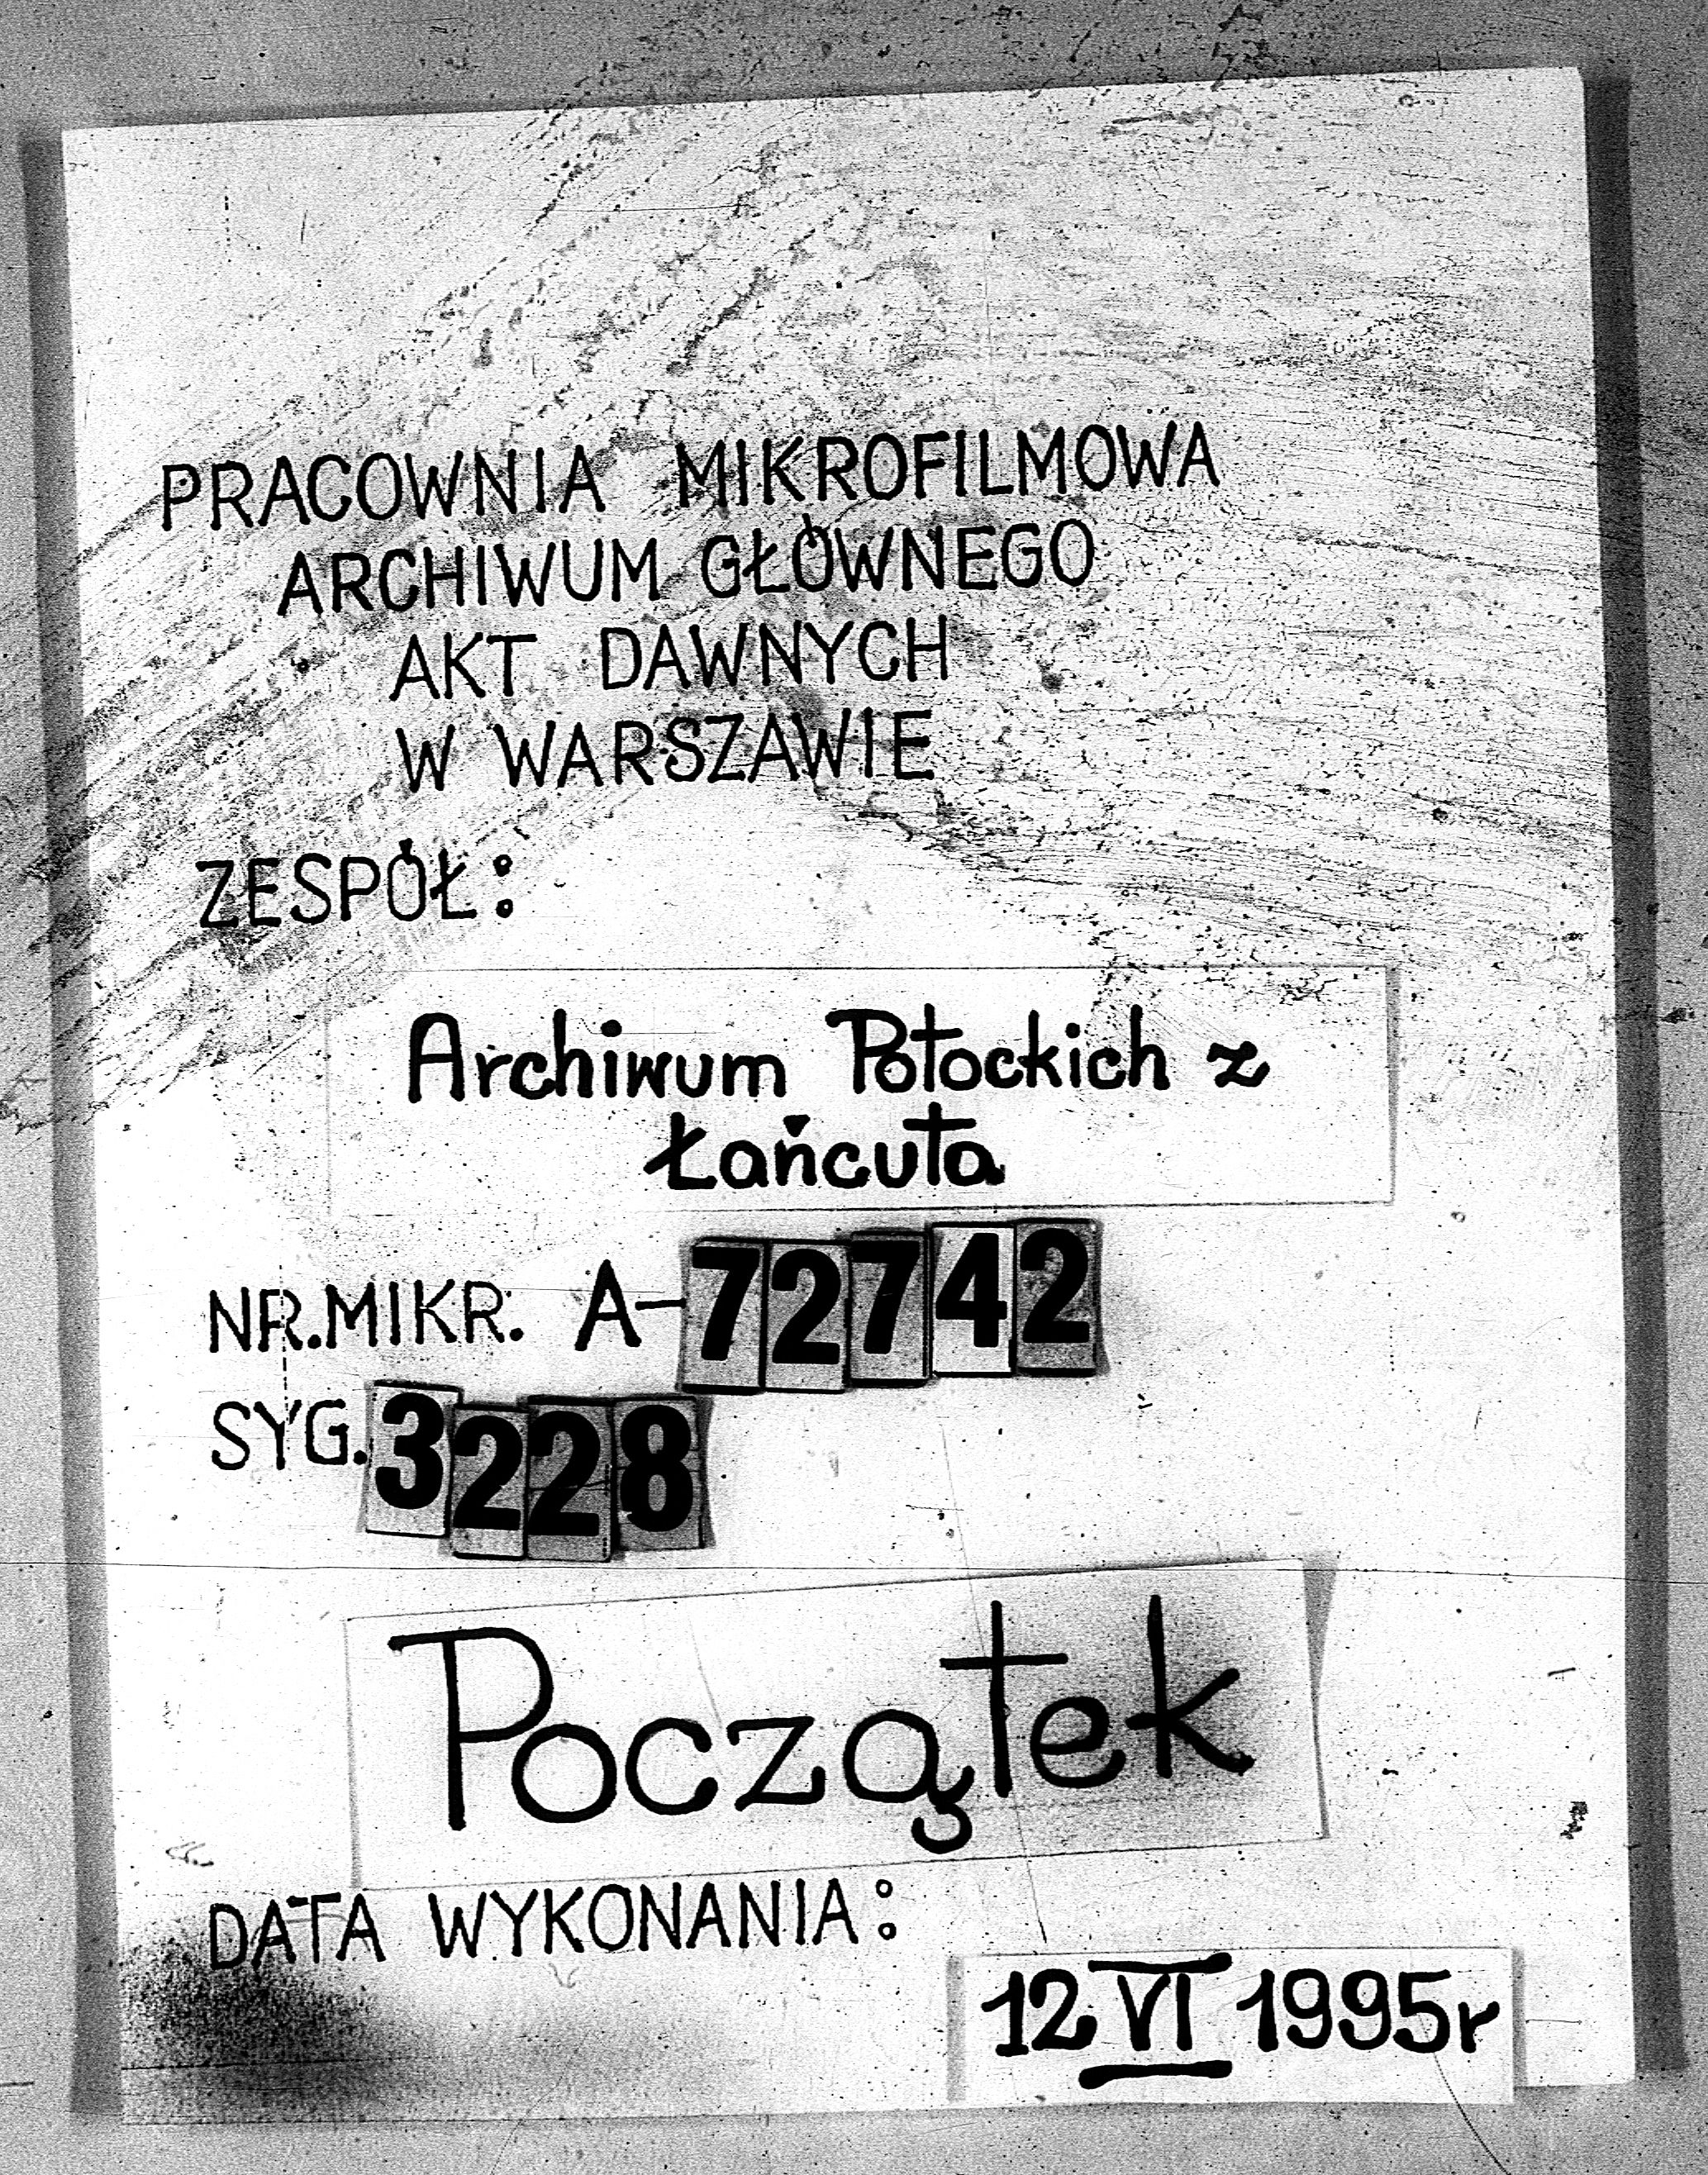 PRACOWNIA MIKROFILMOWA
ARCHIWUM GŁÓWNEGO
AKT DAWNYCH
W WARSZAWIE
ZESPÓŁ:
Archiwum Potockich z
Łańcuta
NR.MIKR. A-72742
SYG. 3228
Początek
DATA WYKONANIA:
12 VI 1995r